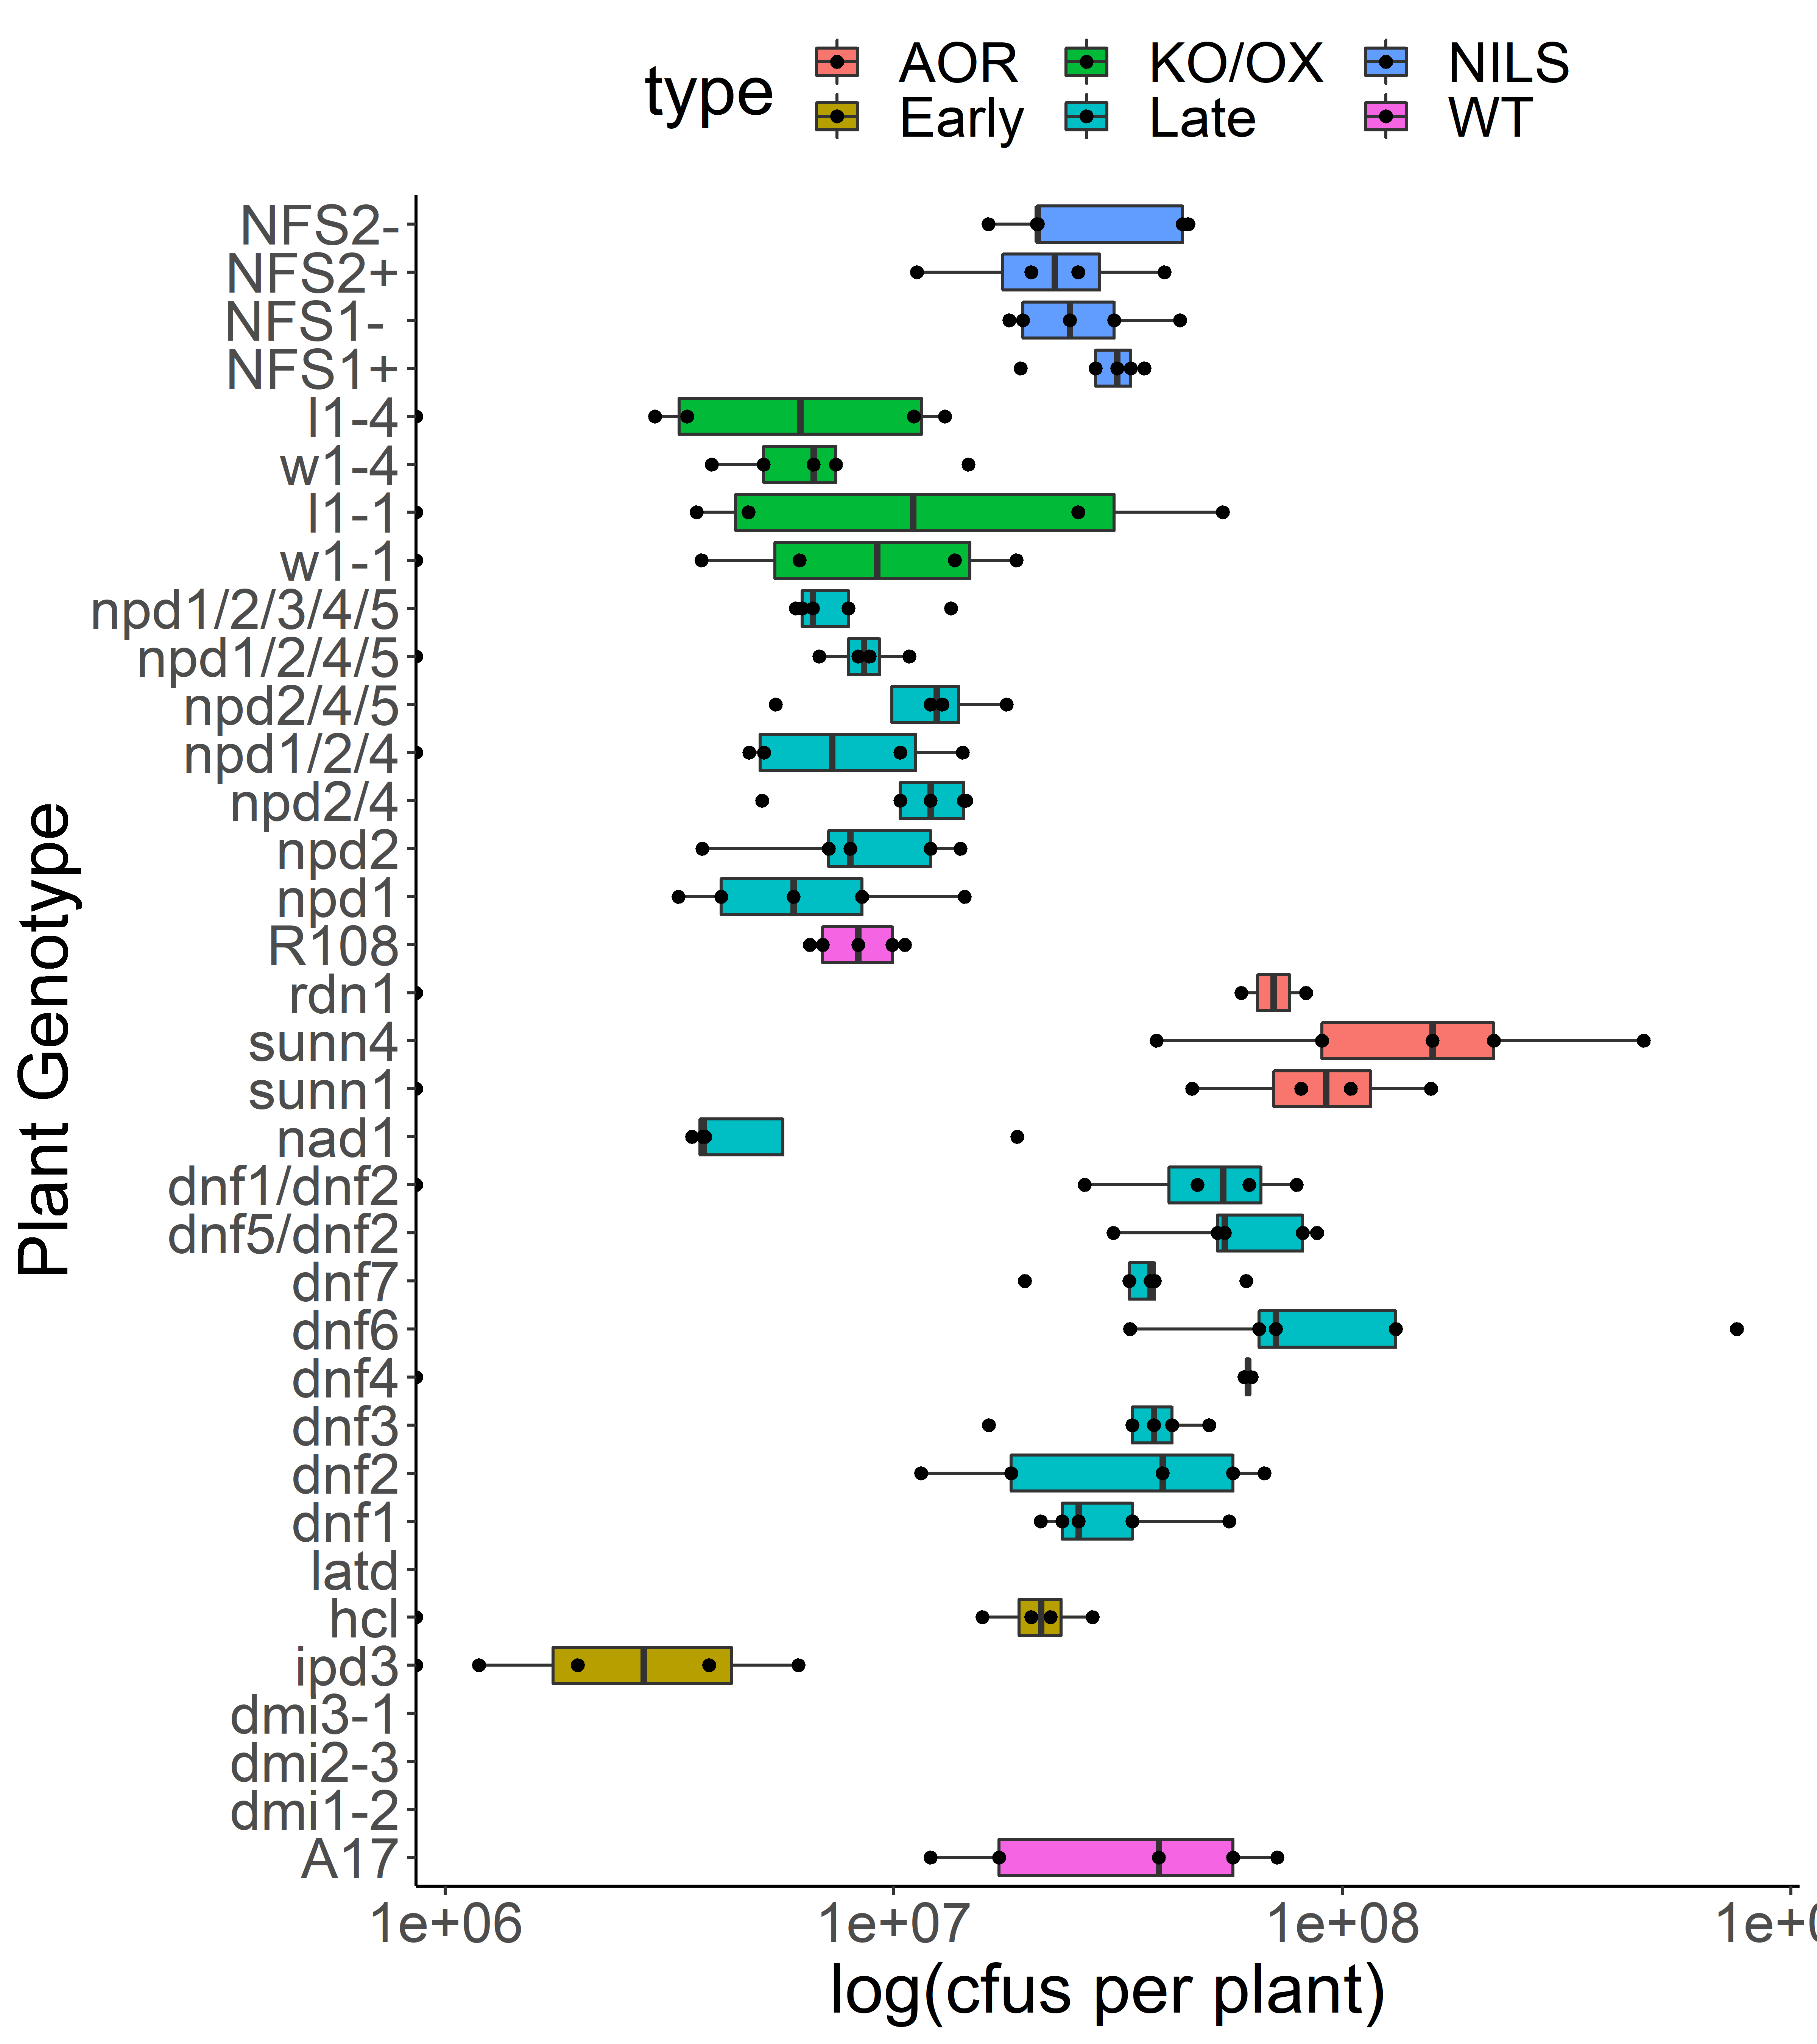 type AOR KO/OX NILS
Early Late WT
NFS2-
NFS2+
NFS1-
NFS1+
l1-4
w1-4
l1-1
w1-1
npd1/2/3/4/5
npd1/2/4/5
npd2/4/5
npd1/2/4
npd2/4
npd2
npd1
R108
rdn1
sunn4
sunn1
nad1
dnf1/dnf2
dnf5/dnf2
dnf7
dnf6
dnf4
dnf3
dnf2
dnf1
latd
hcl
ipd3
dmi3-1
dmi2-3
dmi1-2
A17
Plant Genotype
1e+06 1e+07 1e+08 1e+0
log(cfus per plant)